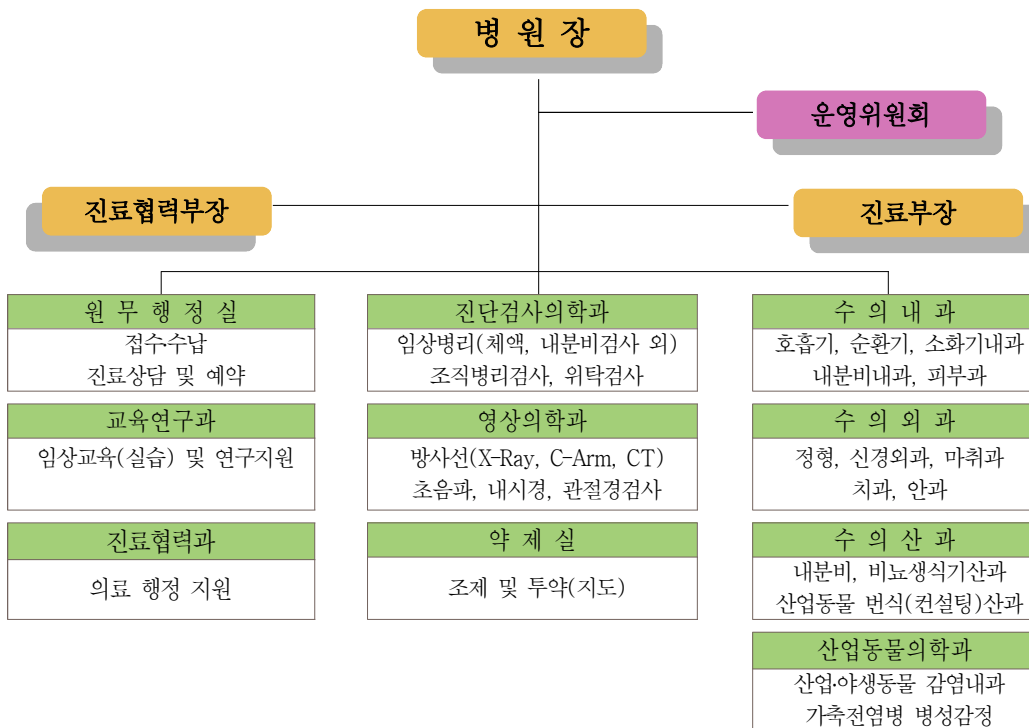 병 원 장
운영위원회
진료협력부장
진료부장
원 무 행 정 실
접수·수납
진료상담 및 예약
교육연구과
임상교육(실습) 및 연구지원
진료협력과
의료 행정 지원
진단검사의학과
임상병리(체액, 내분비검사 외)
조직병리검사, 위탁검사
영상의학과
방사선(X-Ray, C-Arm, CT)
초음파, 내시경, 관절경검사
약 제 실
조제 및 투약(지도)
수 의 내 과
호흡기, 순환기, 소화기내과
내분비내과, 피부과
수 의 외 과
정형, 신경외과, 마취과
치과, 안과
수 의 산 과
내분비, 비뇨생식기산과
산업동물 번식(컨설팅)산과
산업동물의학과
산업·야생동물 감염내과
가축전염병 병성감정